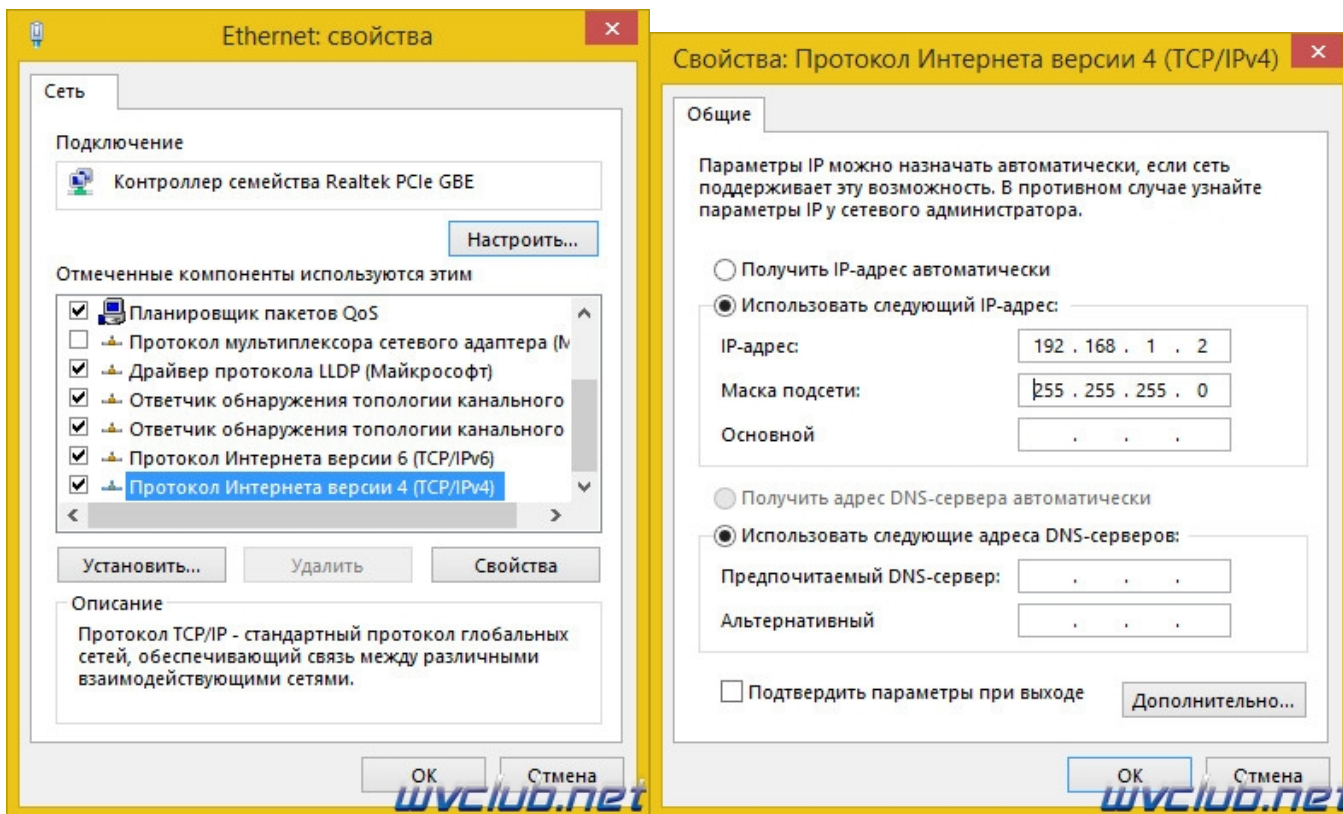 Ethernet: свойства
Сеть
Подключение
Контроллер семейства Realtek PCIe GBE
Настроить...
Отмеченные компоненты используются этим
Планировщик пакетов QoS
Протокол мультиплексора сетевого адаптера (М
Драйвер протокола LLDP (Майкрософт)
Ответчик обнаружения топологии канального
Ответчик обнаружения топологии канального
Протокол Интернета версии 6 (TCP/IPv6)
Протокол Интернета версии 4 (TCP/IPv4)
Установить... Удалить Свойства
Описание
Протокол TCP/IP - стандартный протокол глобальных
сетей, обеспечивающий связь между различными
взаимодействующими сетями.
ОК Отмена
wvclub.net
Свойства: Протокол Интернета версии 4 (TCP/IPv4)
Общие
Параметры IP можно назначать автоматически, если сеть
поддерживает эту возможность. В противном случае узнайте
параметры IP у сетевого администратора.
Получить IP-адрес автоматически
Использовать следующий IP-адрес:
IP-адрес: 192 . 168 . 1 . 2
Маска подсети: 255 . 255 . 255 . 0
Основной . . .
Получить адрес DNS-сервера автоматически
Использовать следующие адреса DNS-серверов:
Предпочитаемый DNS-сервер: . . .
Альтернативный . . .
Подтвердить параметры при выходе Дополнительно...
ОК Отмена
wvclub.net